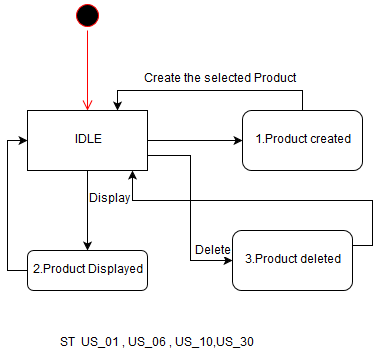 Create the selected Product
IDLE
1.Product created
Display
Delete
2.Product Displayed
3.Product deleted
ST US_01 , US_06 , US_10,US_30